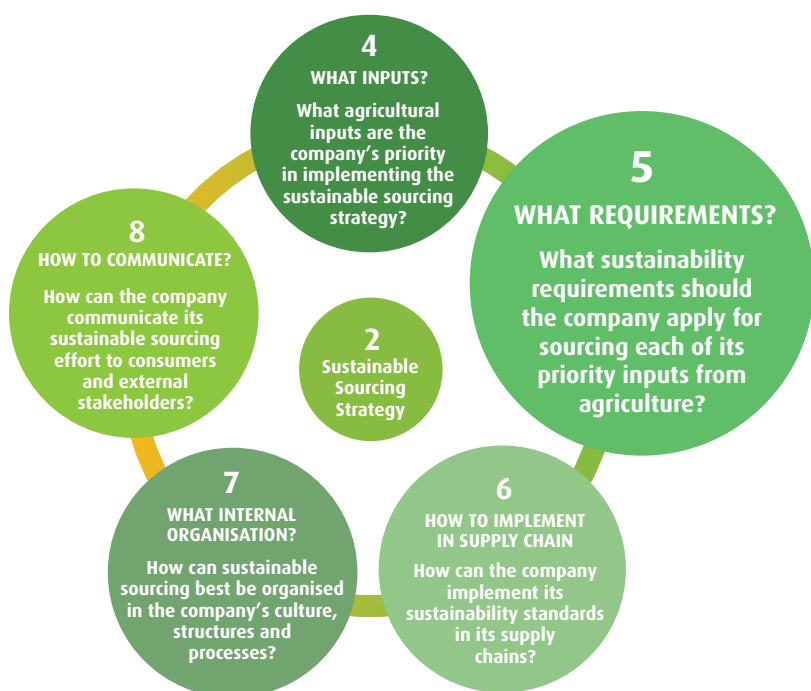 4
WHAT INPUTS?
What agricultural
inputs are the
company's priority
in implementing the
sustainable sourcing
strategy?
5
WHAT REQUIREMENTS?
What sustainability
requirements should
the company apply for
sourcing each of its
priority inputs from
agriculture?
8
HOW TO COMMUNICATE?
How can the company
communicate its
sustainable sourcing
effort to consumers
and external
stakeholders?
2
Sustainable
Sourcing
Strategy
7
WHAT INTERNAL
ORGANISATION?
How can sustainable
sourcing best be organised
in the company's culture,
structures and
processes?
6
HOW TO IMPLEMENT
IN SUPPLY CHAIN
How can the company
implement its
sustainability standards
in its supply
chains?